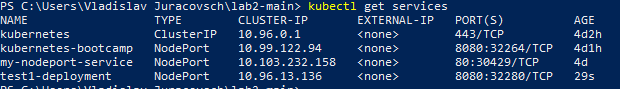 PS C:\Users\Vladislav Juracovsch\lab2-main> kubectl get services
NAME TYPE CLUSTER-IP EXTERNAL-IP PORT(S) AGE
kubernetes ClusterIP 10.96.0.1 <none> 443/TCP 4d2h
kubernetes-bootcamp NodePort 10.99.122.94 <none> 8080:32264/TCP 4d1h
my-nodeport-service NodePort 10.103.232.158 <none> 80:30429/TCP 4d
test1-deployment NodePort 10.96.13.136 <none> 8080:32280/TCP 29s
PS C:\Users\Vladislav Juracovsch\lab2-main>